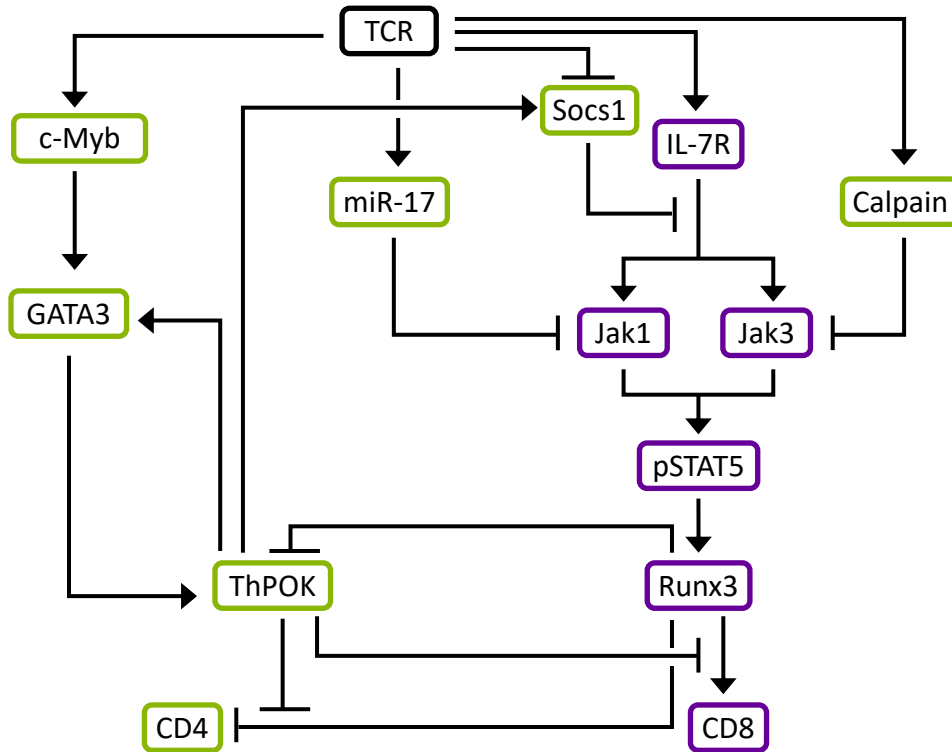 TCR
Socs1
c-Myb
IL-7R
miR-17
Calpain
GATA3
Jak1
Jak3
pSTAT5
ThPOK
Runx3
CD4
CD8